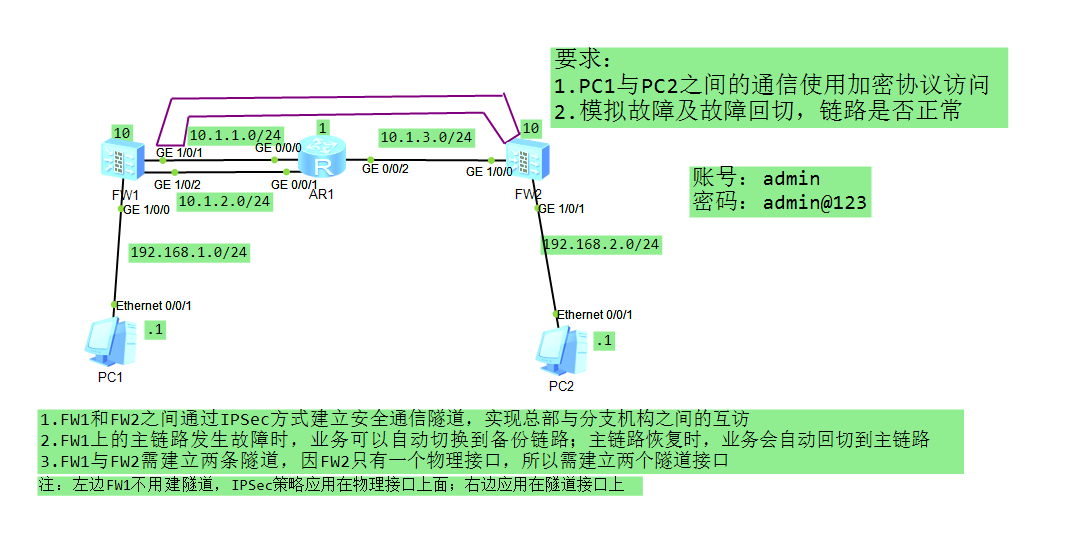 要求：
1.PC1与PC2之间的通信使用加密协议访问
2.模拟故障及故障回切，链路是否正常
10
10.1.1.0/24
1
10.1.3.0/24
10
GE 1/0/1
GE 0/0/0
GE 0/0/2
GE 1/0/0
GE 1/0/2
GE 0/0/1
FW1
AR1
FW2
10.1.2.0/24
GE 1/0/0
GE 1/0/1
账号：admin
密码：admin@123
192.168.1.0/24
192.168.2.0/24
Ethernet 0/0/1
Ethernet 0/0/1
.1
.1
PC1
PC2
1.FW1和FW2之间通过IPSec方式建立安全通信隧道，实现总部与分支机构之间的互访
2.FW1上的主链路发生故障时，业务可以自动切换到备份链路；主链路恢复时，业务会自动回切到主链路
3.FW1与FW2需建立两条隧道，因FW2只有一个物理接口，所以需建立两个隧道接口
注：左边FW1不用建隧道，IPSec策略应用在物理接口上面；右边应用在隧道接口上